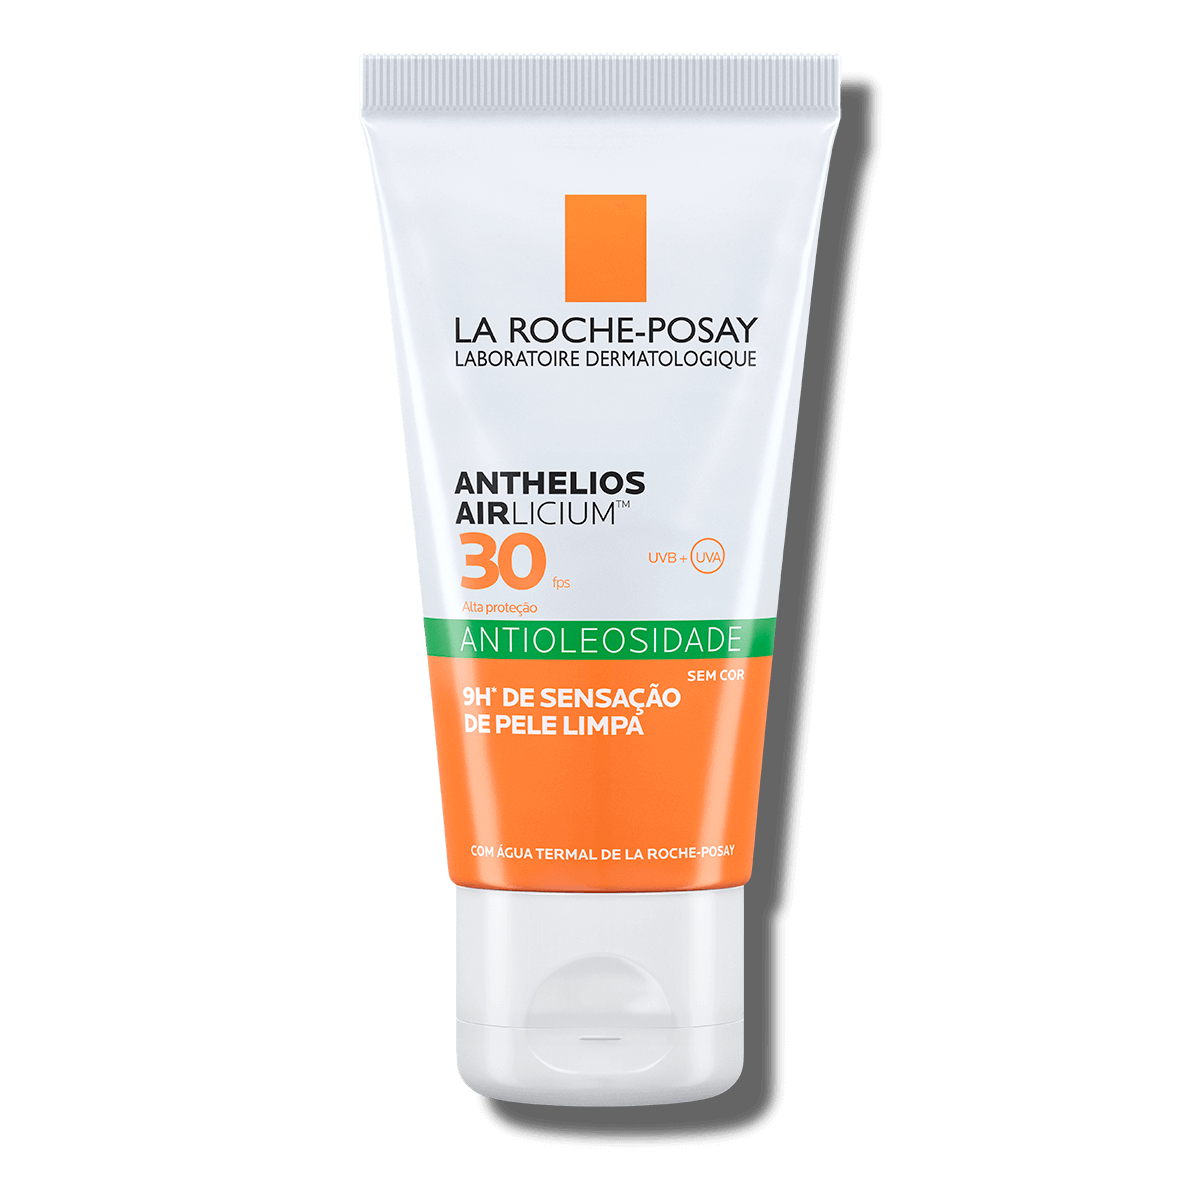 LA ROCHE-POSAY
LABORATOIRE DERMATOLOGIQUE
ANTHELIOS
AIRLICIUM™
30 fps
UVB + UVA
Alta proteção
ANTIOLEOSIDADE
SEM COR
9H* DE SENSAÇÃO
DE PELE LIMPA
COM ÁGUA TERMAL DE LA ROCHE-POSAY